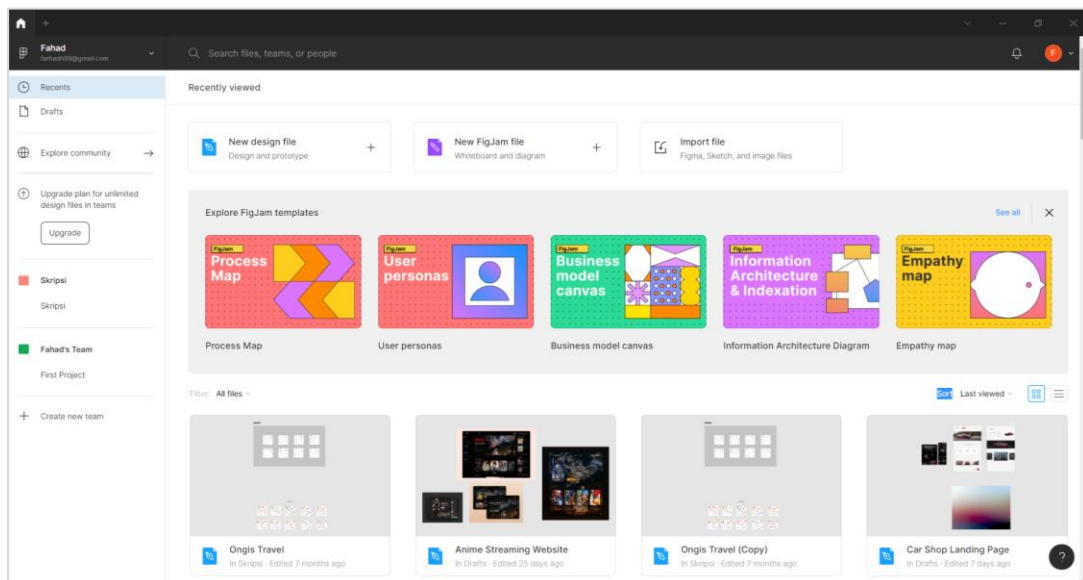 Fahad
farhadh99@gmail.com
Search files, teams, or people
F
Recents
Recently viewed
Drafts
Explore community
Upgrade plan for unlimited
design files in teams
Upgrade
Skripsi
Skripsi
Fahad's Team
First Project
Create new team
New design file
Design and prototype
New FigJam file
Whiteboard and diagram
Import file
Figma, Sketch, and image files
Explore FigJam templates
See all
FigJam
Process
Map
Process Map
FigJam
User
personas
User personas
FigJam
Business
model
canvas
Business model canvas
FigJam
Information
Architecture
& Indexation
Information Architecture Diagram
FigJam
Empathy
map
Empathy map
Filter: All files
Sort Last viewed
Ongis Travel
In Skripsi · Edited 7 months ago
Anime Streaming Website
In Drafts · Edited 25 days ago
Ongis Travel (Copy)
In Skripsi · Edited 7 months ago
Car Shop Landing Page
In Drafts · Edited 7 days ago
?